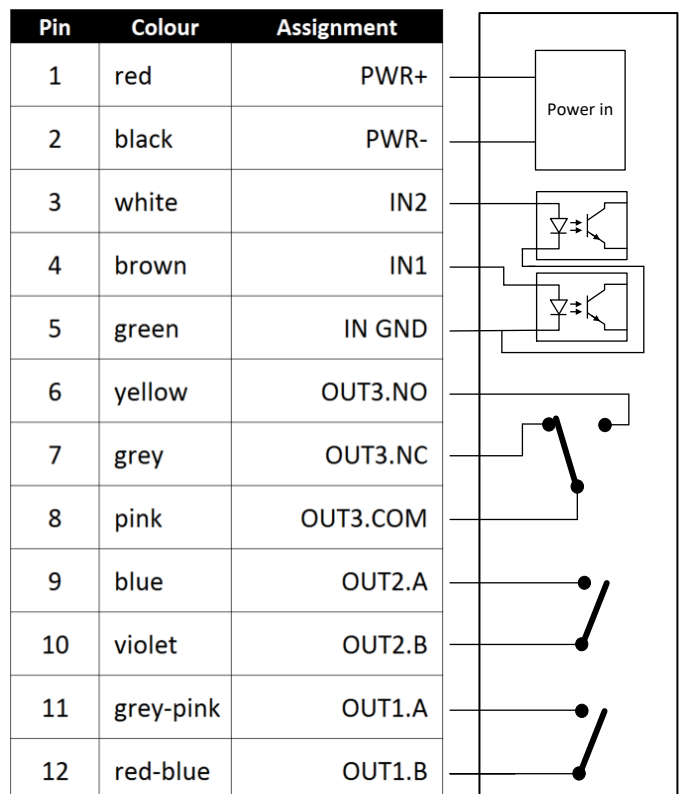 Pin Colour Assignment
1 red PWR+
2 black PWR-
3 white IN2
4 brown IN1
5 green IN GND
6 yellow OUT3.NO
7 grey OUT3.NC
8 pink OUT3.COM
9 blue OUT2.A
10 violet OUT2.B
11 grey-pink OUT1.A
12 red-blue OUT1.B
Power in